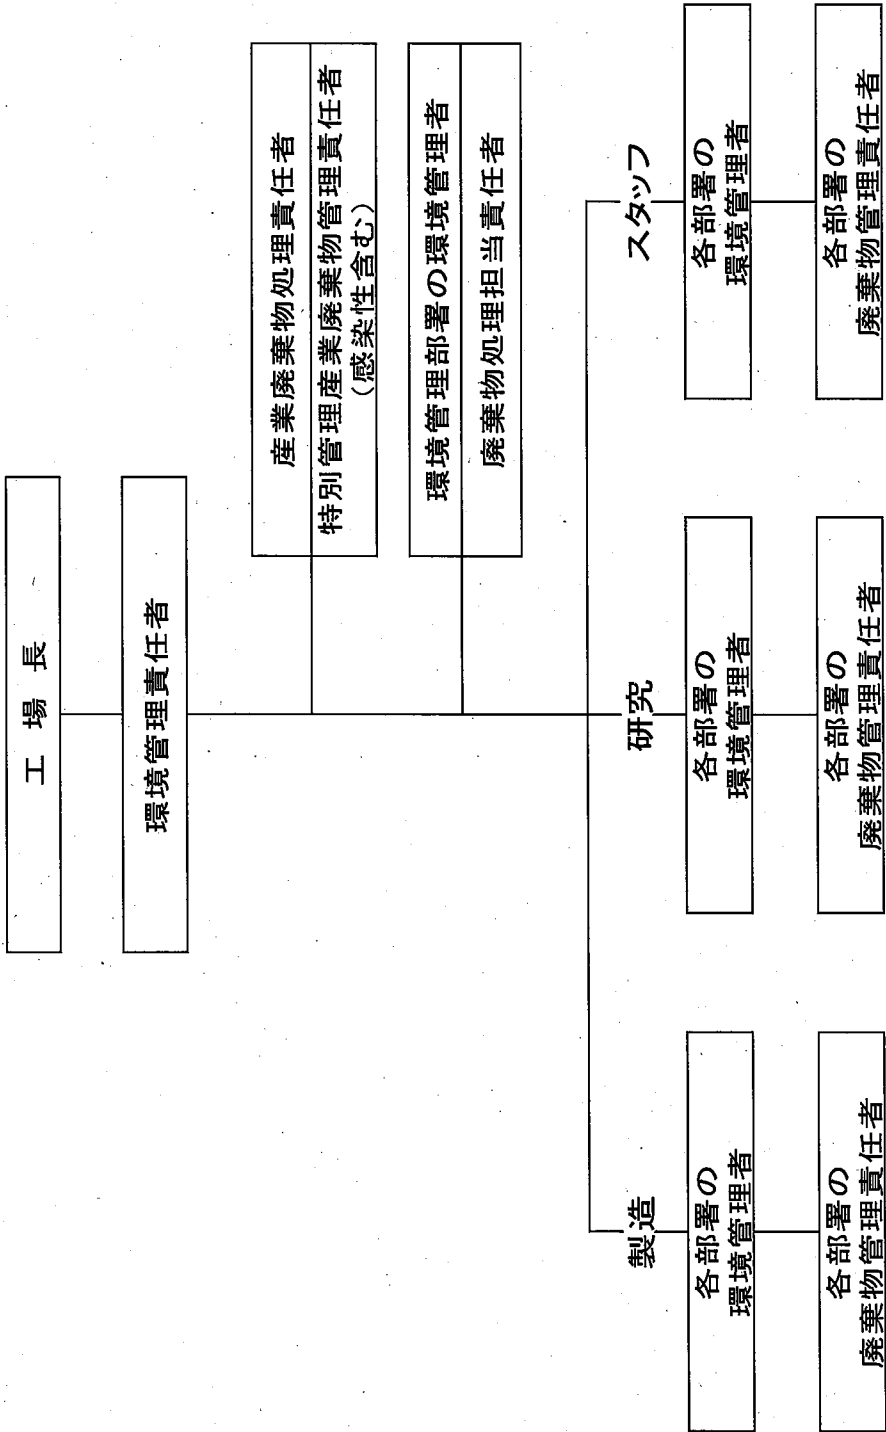 工 場 長
環境管理責任者
産業廃棄物処理責任者
特別管理産業廃棄物管理責任者
(感染性含む)
環境管理部署の環境管理者
廃棄物処理担当責任者
製造
研究
スタッフ
各部署の
環境管理者
各部署の
環境管理者
各部署の
環境管理者
各部署の
廃棄物管理責任者
各部署の
廃棄物管理責任者
各部署の
廃棄物管理責任者